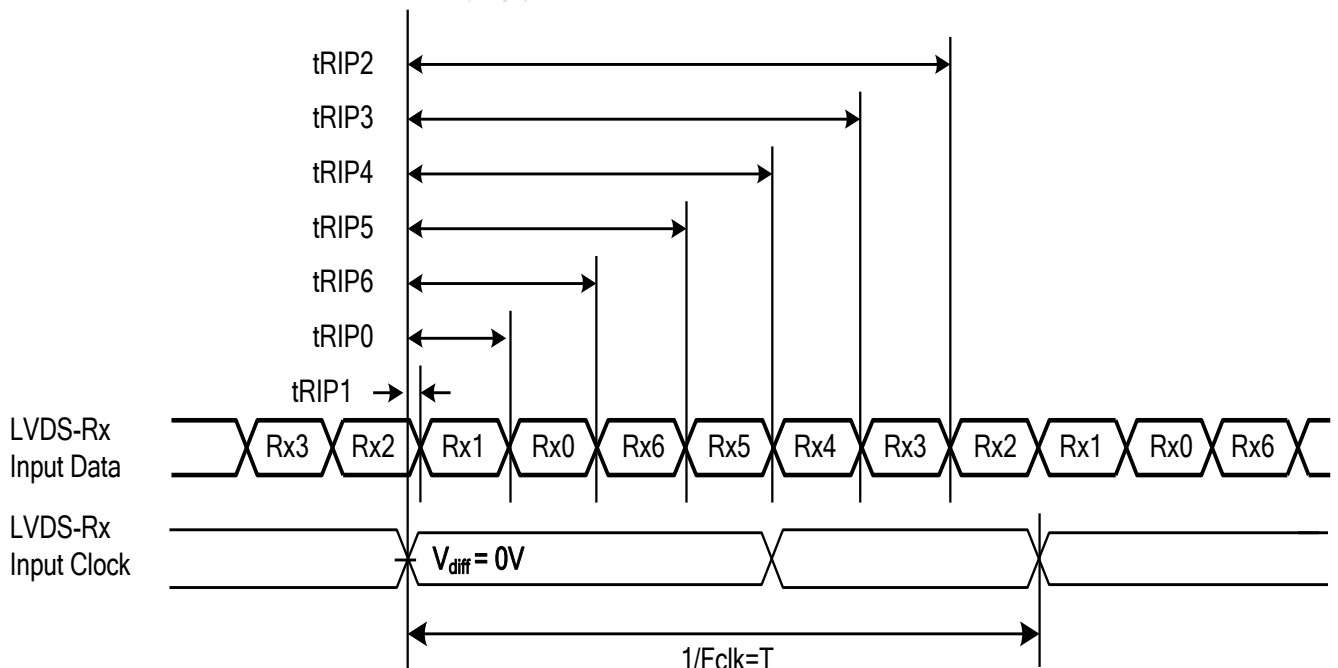 tRIP2
tRIP3
tRIP4
tRIP5
tRIP6
tRIP0
tRIP1
LVDS-Rx
Input Data
Rx3 Rx2 Rx1 Rx0 Rx6 Rx5 Rx4 Rx3 Rx2 Rx1 Rx0 Rx6
LVDS-Rx
Input Clock
Vdiff = 0V
1/Fclk=T